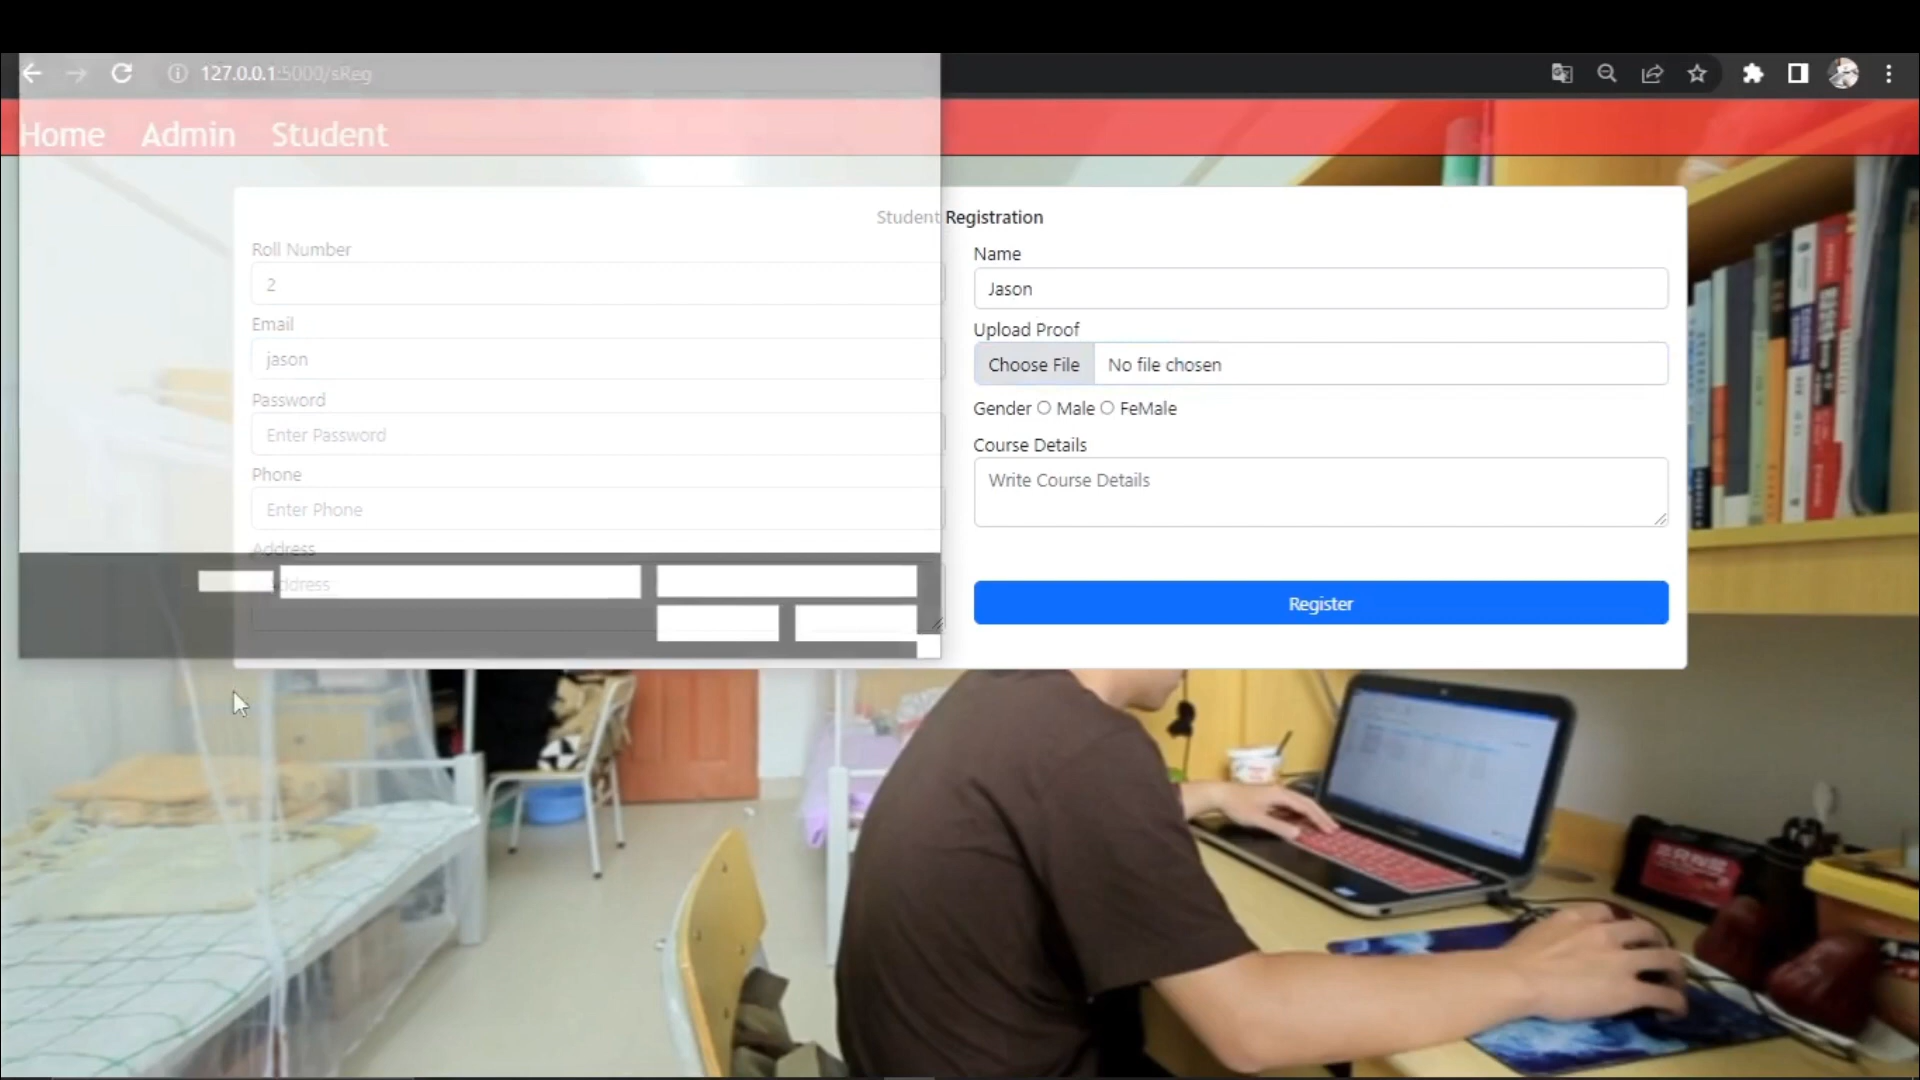 127.0.0.1:5000/sReg
Home Admin Student
Student Registration
Roll Number
2
Name
Jason
Email
jason
Upload Proof
Choose File No file chosen
Password
Enter Password
Gender Male FeMale
Phone
Enter Phone
Course Details
Write Course Details
Address
Address
Register